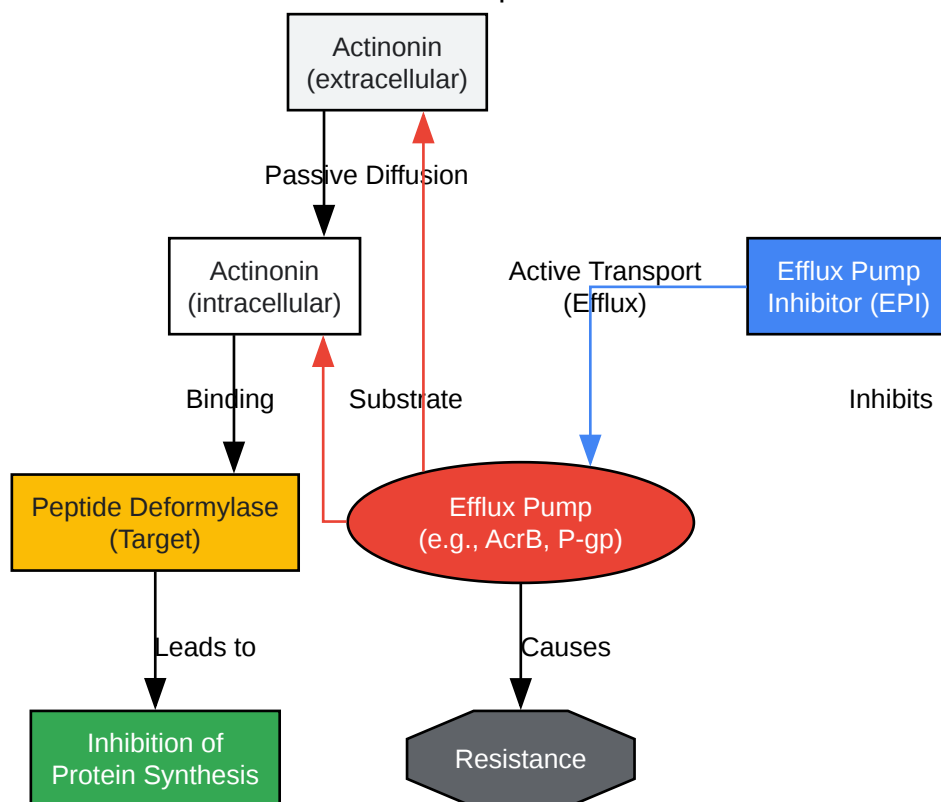 Actinonin
(extracellular)
Passive Diffusion
Actinonin
(intracellular)
Active Transport
(Efflux)
Efflux Pump
Inhibitor (EPI)
Binding
Substrate
Inhibits
Peptide Deformylase
(Target)
Efflux Pump
(e.g., AcrB, P-gp)
Leads to
Causes
Inhibition of
Protein Synthesis
Resistance